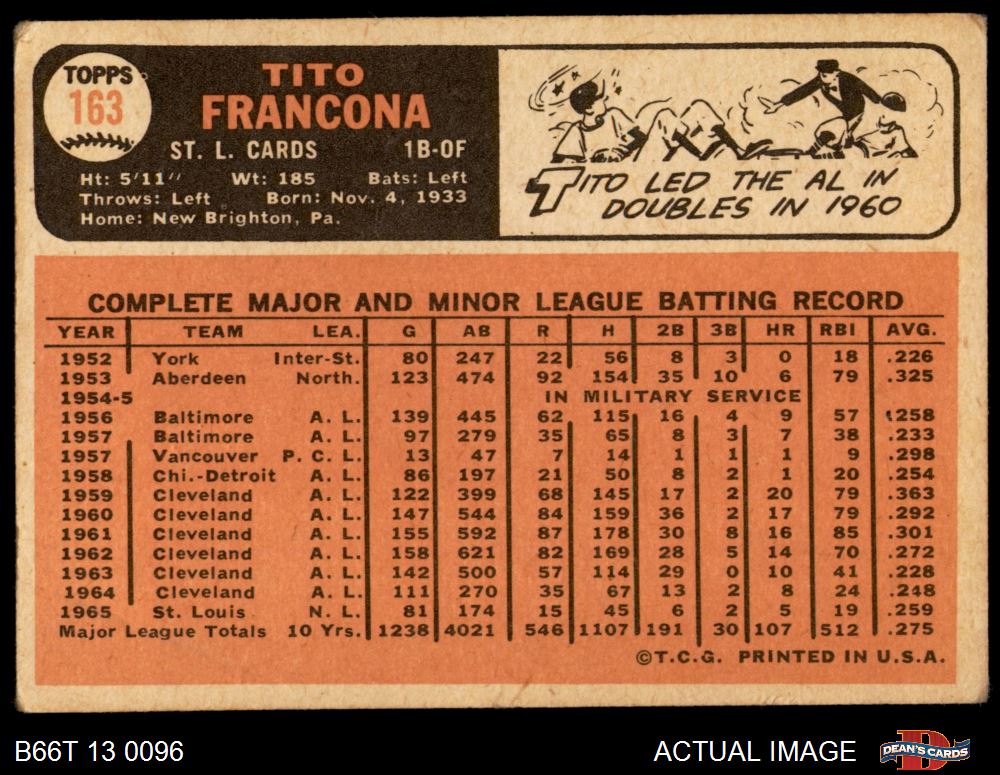 TOPPS
163
TITO
FRANCONA
ST. L. CARDS 1B-OF
Ht: 5'11" Wt: 185 Bats: Left
Throws: Left Born: Nov. 4, 1933
Home: New Brighton, Pa.
TITO LED THE AL IN
DOUBLES IN 1960
COMPLETE MAJOR AND MINOR LEAGUE BATTING RECORD
YEAR TEAM LEA. G AB R H 2B 3B HR RBI AVG.
1952 York Inter-St. 80 247 22 56 8 3 0 18 .226
1953 Aberdeen North. 123 474 92 154 35 10 6 79 .325
1954-5 IN MILITARY SERVICE
1956 Baltimore A. L. 139 445 62 115 16 4 9 57 .258
1957 Baltimore A. L. 97 279 35 65 8 3 7 38 .233
1957 Vancouver P. C. L. 13 47 7 14 1 1 1 9 .298
1958 Chi.-Detroit A. L. 86 197 21 50 8 2 1 20 .254
1959 Cleveland A. L. 122 399 68 145 17 2 20 79 .363
1960 Cleveland A. L. 147 544 84 159 36 2 17 79 .292
1961 Cleveland A. L. 155 592 87 178 30 8 16 85 .301
1962 Cleveland A. L. 158 621 82 169 28 5 14 70 .272
1963 Cleveland A. L. 142 500 57 114 29 0 10 41 .228
1964 Cleveland A. L. 111 270 35 67 13 2 8 24 .248
1965 St. Louis N. L. 81 174 15 45 6 2 5 19 .259
Major League Totals 10 Yrs. 1238 4021 546 1107 191 30 107 512 .275
©T.C.G. PRINTED IN U.S.A.
B66T 13 0096
ACTUAL IMAGE
D
DEAN'S CARDS